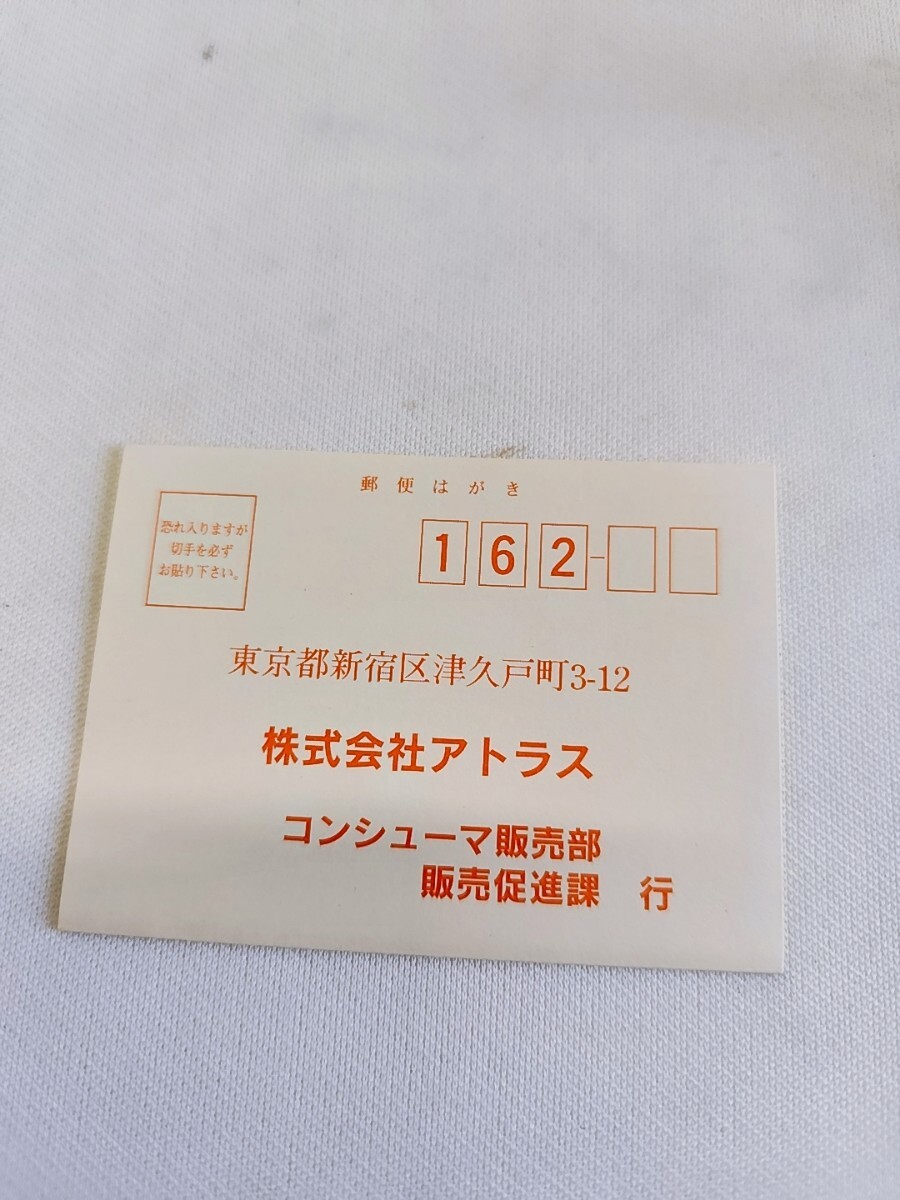 郵便はがき
恐れ入りますが
切手を必ず
お貼り下さい。
162-
東京都新宿区津久戸町3-12
株式会社アトラス
コンシューマ販売部
販売促進課 行